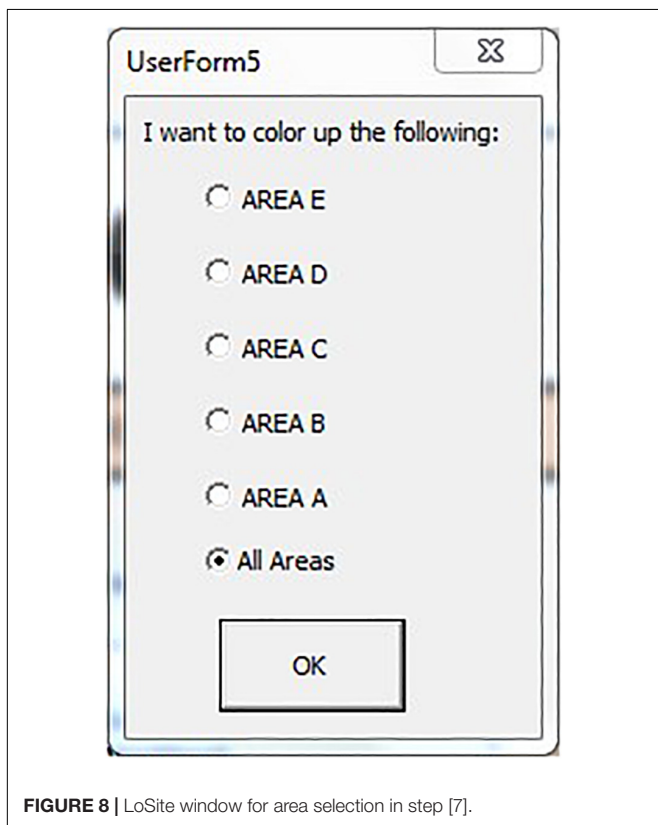 UserForm5
I want to color up the following:
AREA E
AREA D
AREA C
AREA B
AREA A
All Areas
OK
FIGURE 8 | LoSite window for area selection in step [7].